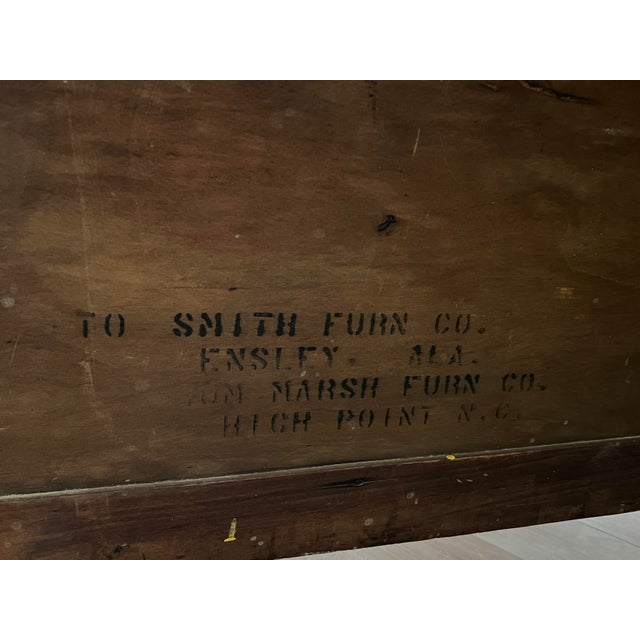 TO SMITH FURN CO.
ENSLEY. ALA.
MARSH FURN CO.
HIGH POINT N.C.